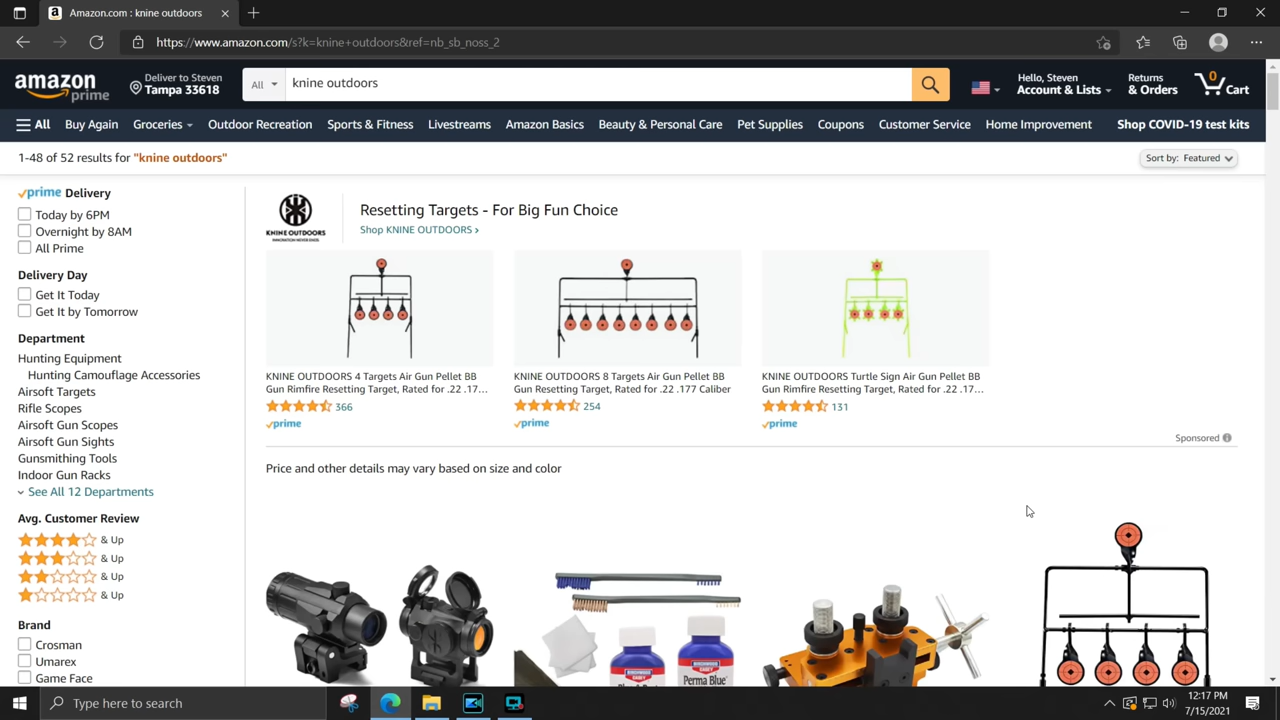 Amazon.com : knine outdoors
https://www.amazon.com/s?k=knine+outdoors&ref=nb_sb_noss_2
amazon
prime
Deliver to Steven
Tampa 33618
All
knine outdoors
Hello, Steven
Account & Lists
Returns
& Orders
0
Cart
All
Buy Again
Groceries
Outdoor Recreation
Sports & Fitness
Livestreams
Amazon Basics
Beauty & Personal Care
Pet Supplies
Coupons
Customer Service
Home Improvement
Shop COVID-19 test kits
1-48 of 52 results for "knine outdoors"
Sort by: Featured
prime Delivery
Today by 6PM
Overnight by 8AM
All Prime
Delivery Day
Get It Today
Get It by Tomorrow
Department
Hunting Equipment
Hunting Camouflage Accessories
Airsoft Targets
Rifle Scopes
Airsoft Gun Scopes
Airsoft Gun Sights
Gunsmithing Tools
Indoor Gun Racks
See All 12 Departments
Avg. Customer Review
& Up
& Up
& Up
& Up
Brand
Crosman
Umarex
Game Face
KNINE OUTDOORS
Resetting Targets - For Big Fun Choice
Shop KNINE OUTDOORS ›
KNINE OUTDOORS 4 Targets Air Gun Pellet BB
Gun Rimfire Resetting Target, Rated for .22 .17…
366
prime
KNINE OUTDOORS 8 Targets Air Gun Pellet BB
Gun Resetting Target, Rated for .22 .177 Caliber
254
prime
KNINE OUTDOORS Turtle Sign Air Gun Pellet BB
Gun Rimfire Resetting Target, Rated for .22 .17…
131
prime
Sponsored
Price and other details may vary based on size and color
Perma Blue
Type here to search
12:17 PM
7/15/2021